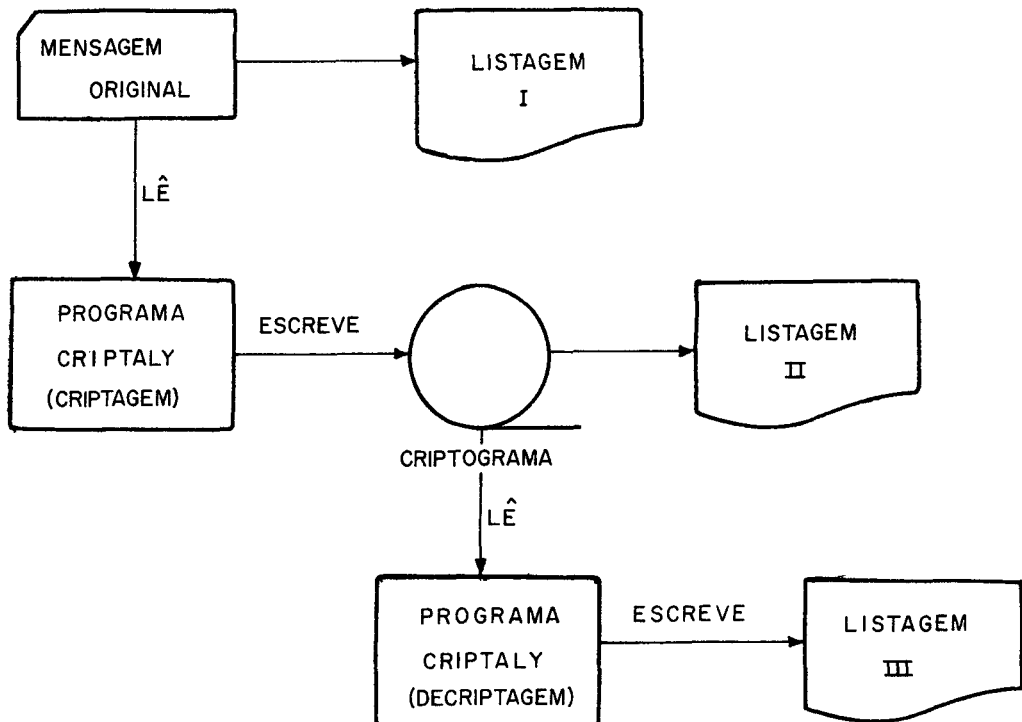 MENSAGEM
ORIGINAL
LISTAGEM
I
LÊ
PROGRAMA
CRIPTALY
(CRIPTAGEM)
ESCREVE
LISTAGEM
II
CRIPTOGRAMA
LÊ
PROGRAMA
CRIPTALY
(DECRIPTAGEM)
ESCREVE
LISTAGEM
III